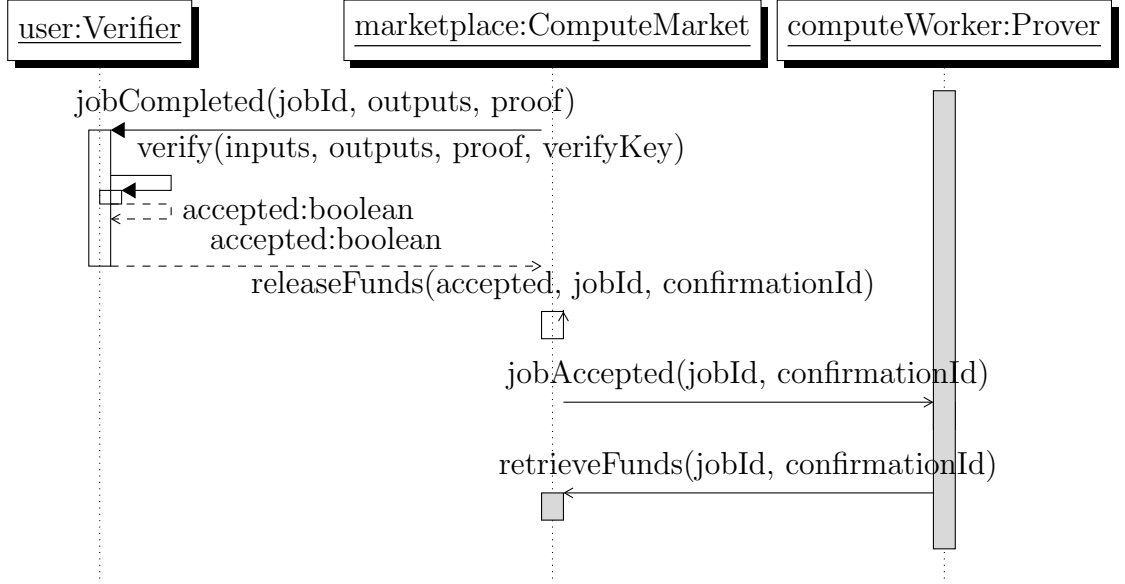 user:Verifier
marketplace:ComputeMarket
computeWorker:Prover
jobCompleted(jobId, outputs, proof)
verify(inputs, outputs, proof, verifyKey)
accepted:boolean
accepted:boolean
releaseFunds(accepted, jobId, confirmationId)
jobAccepted(jobId, confirmationId)
retrieveFunds(jobId, confirmationId)